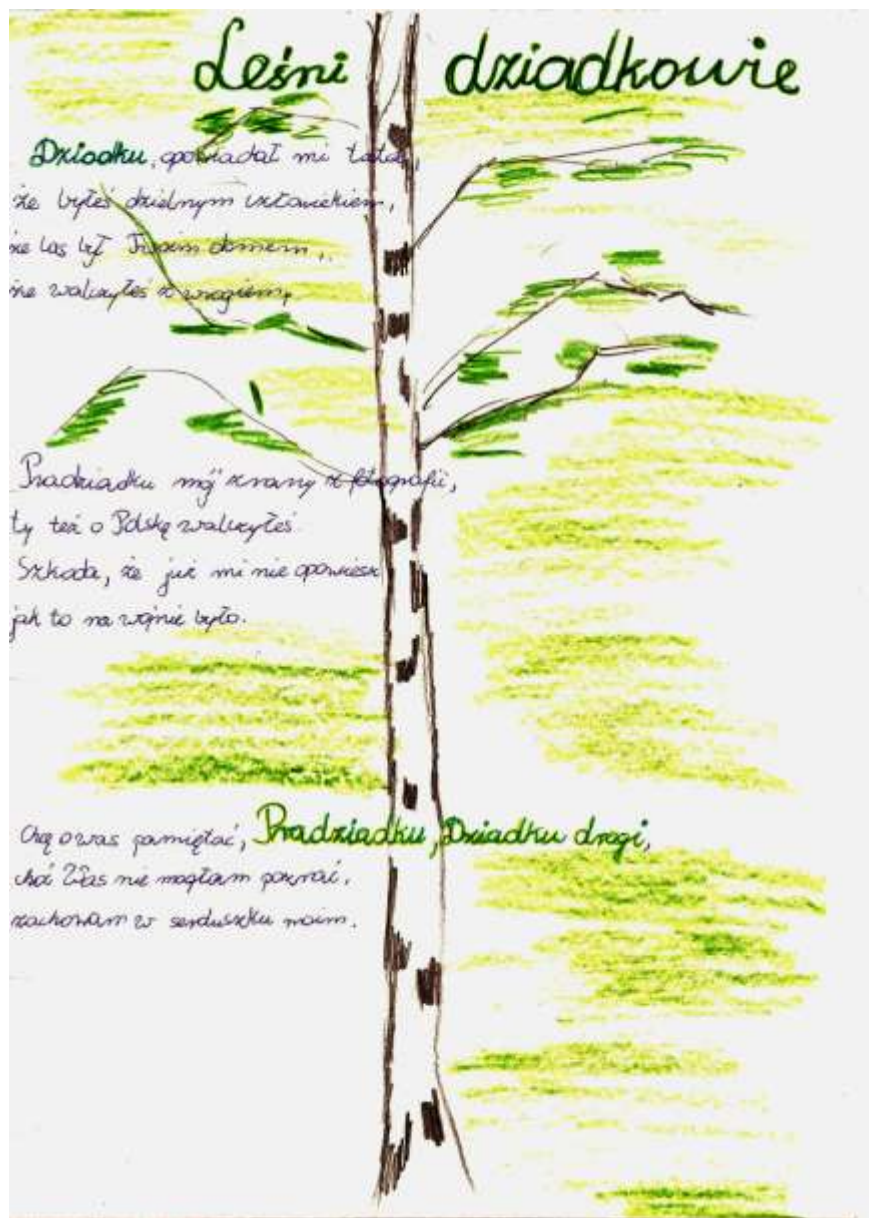 Leśni dziadkowie
Dziadku, opowiadał mi tata,
że byłeś dzielnym człowiekiem,
że las był Twoim domem,
że walczyłeś z wrogiem,
Pradziadku mój znany z fotografii,
ty też o Polskę walczyłeś.
Szkoda, że już mi nie opowiesz
jak to na wojnie było.
Chcę o was pamiętać, Pradziadku, Dziadku drogi,
choć Was nie mogłam poznać,
zachowam w serduszku moim.